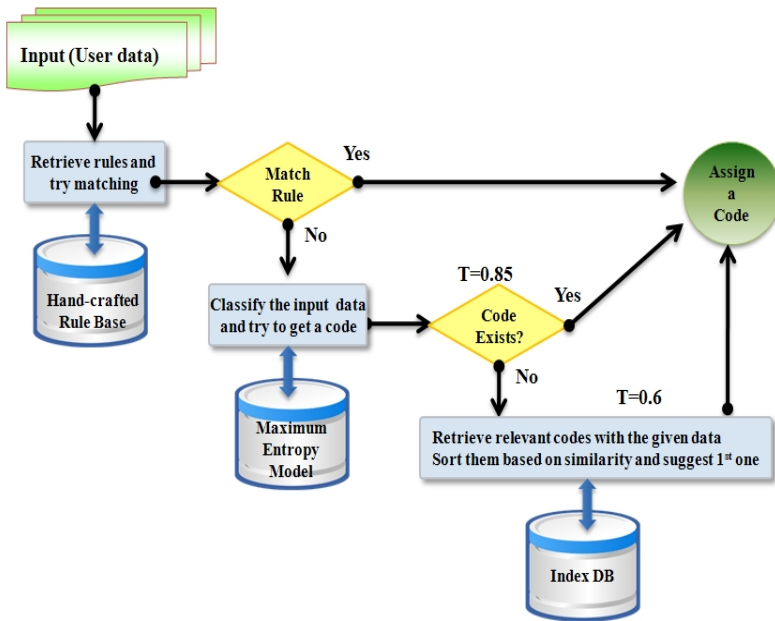 Input (User data)
Retrieve rules and
try matching
Match
Rule
Yes
No
Assign
a
Code
Hand-crafted
Rule Base
T=0.85
Classify the input data
and try to get a code
Code
Exists?
Yes
No
T=0.6
Maximum
Entropy
Model
Retrieve relevant codes with the given data
Sort them based on similarity and suggest 1st one
Index DB